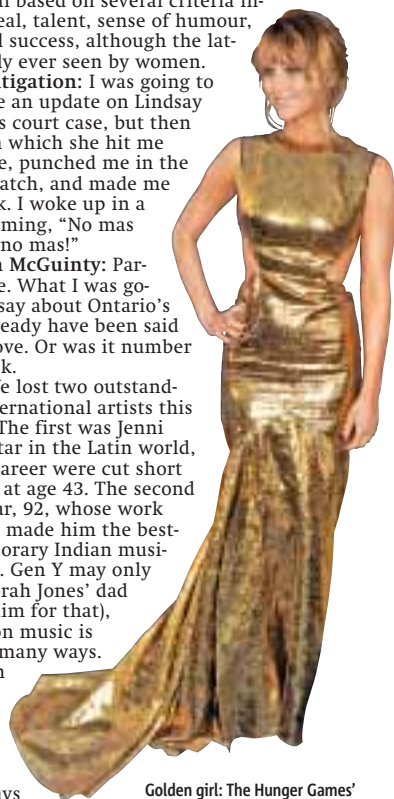 based on several criteria in-
eal, talent, sense of humour,
success, although the lat-
ly ever seen by women.
tigation: I was going to
e an update on Lindsay
s court case, but then
which she hit me
e, punched me in the
atch, and made me
k. I woke up in a
ming, “No mas
no mas!”
McGuinty: Par-
e. What I was go-
say about Ontario’s
ready have been said
ove. Or was it number
k.
e lost two outstand-
ternational artists this
The first was Jenni
tar in the Latin world,
areer were cut short
at age 43. The second
ar, 92, whose work
made him the best-
porary Indian musi-
. Gen Y may only
rah Jones’ dad
im for that),
on music is
many ways.
ays
Golden girl: The Hunger Games’